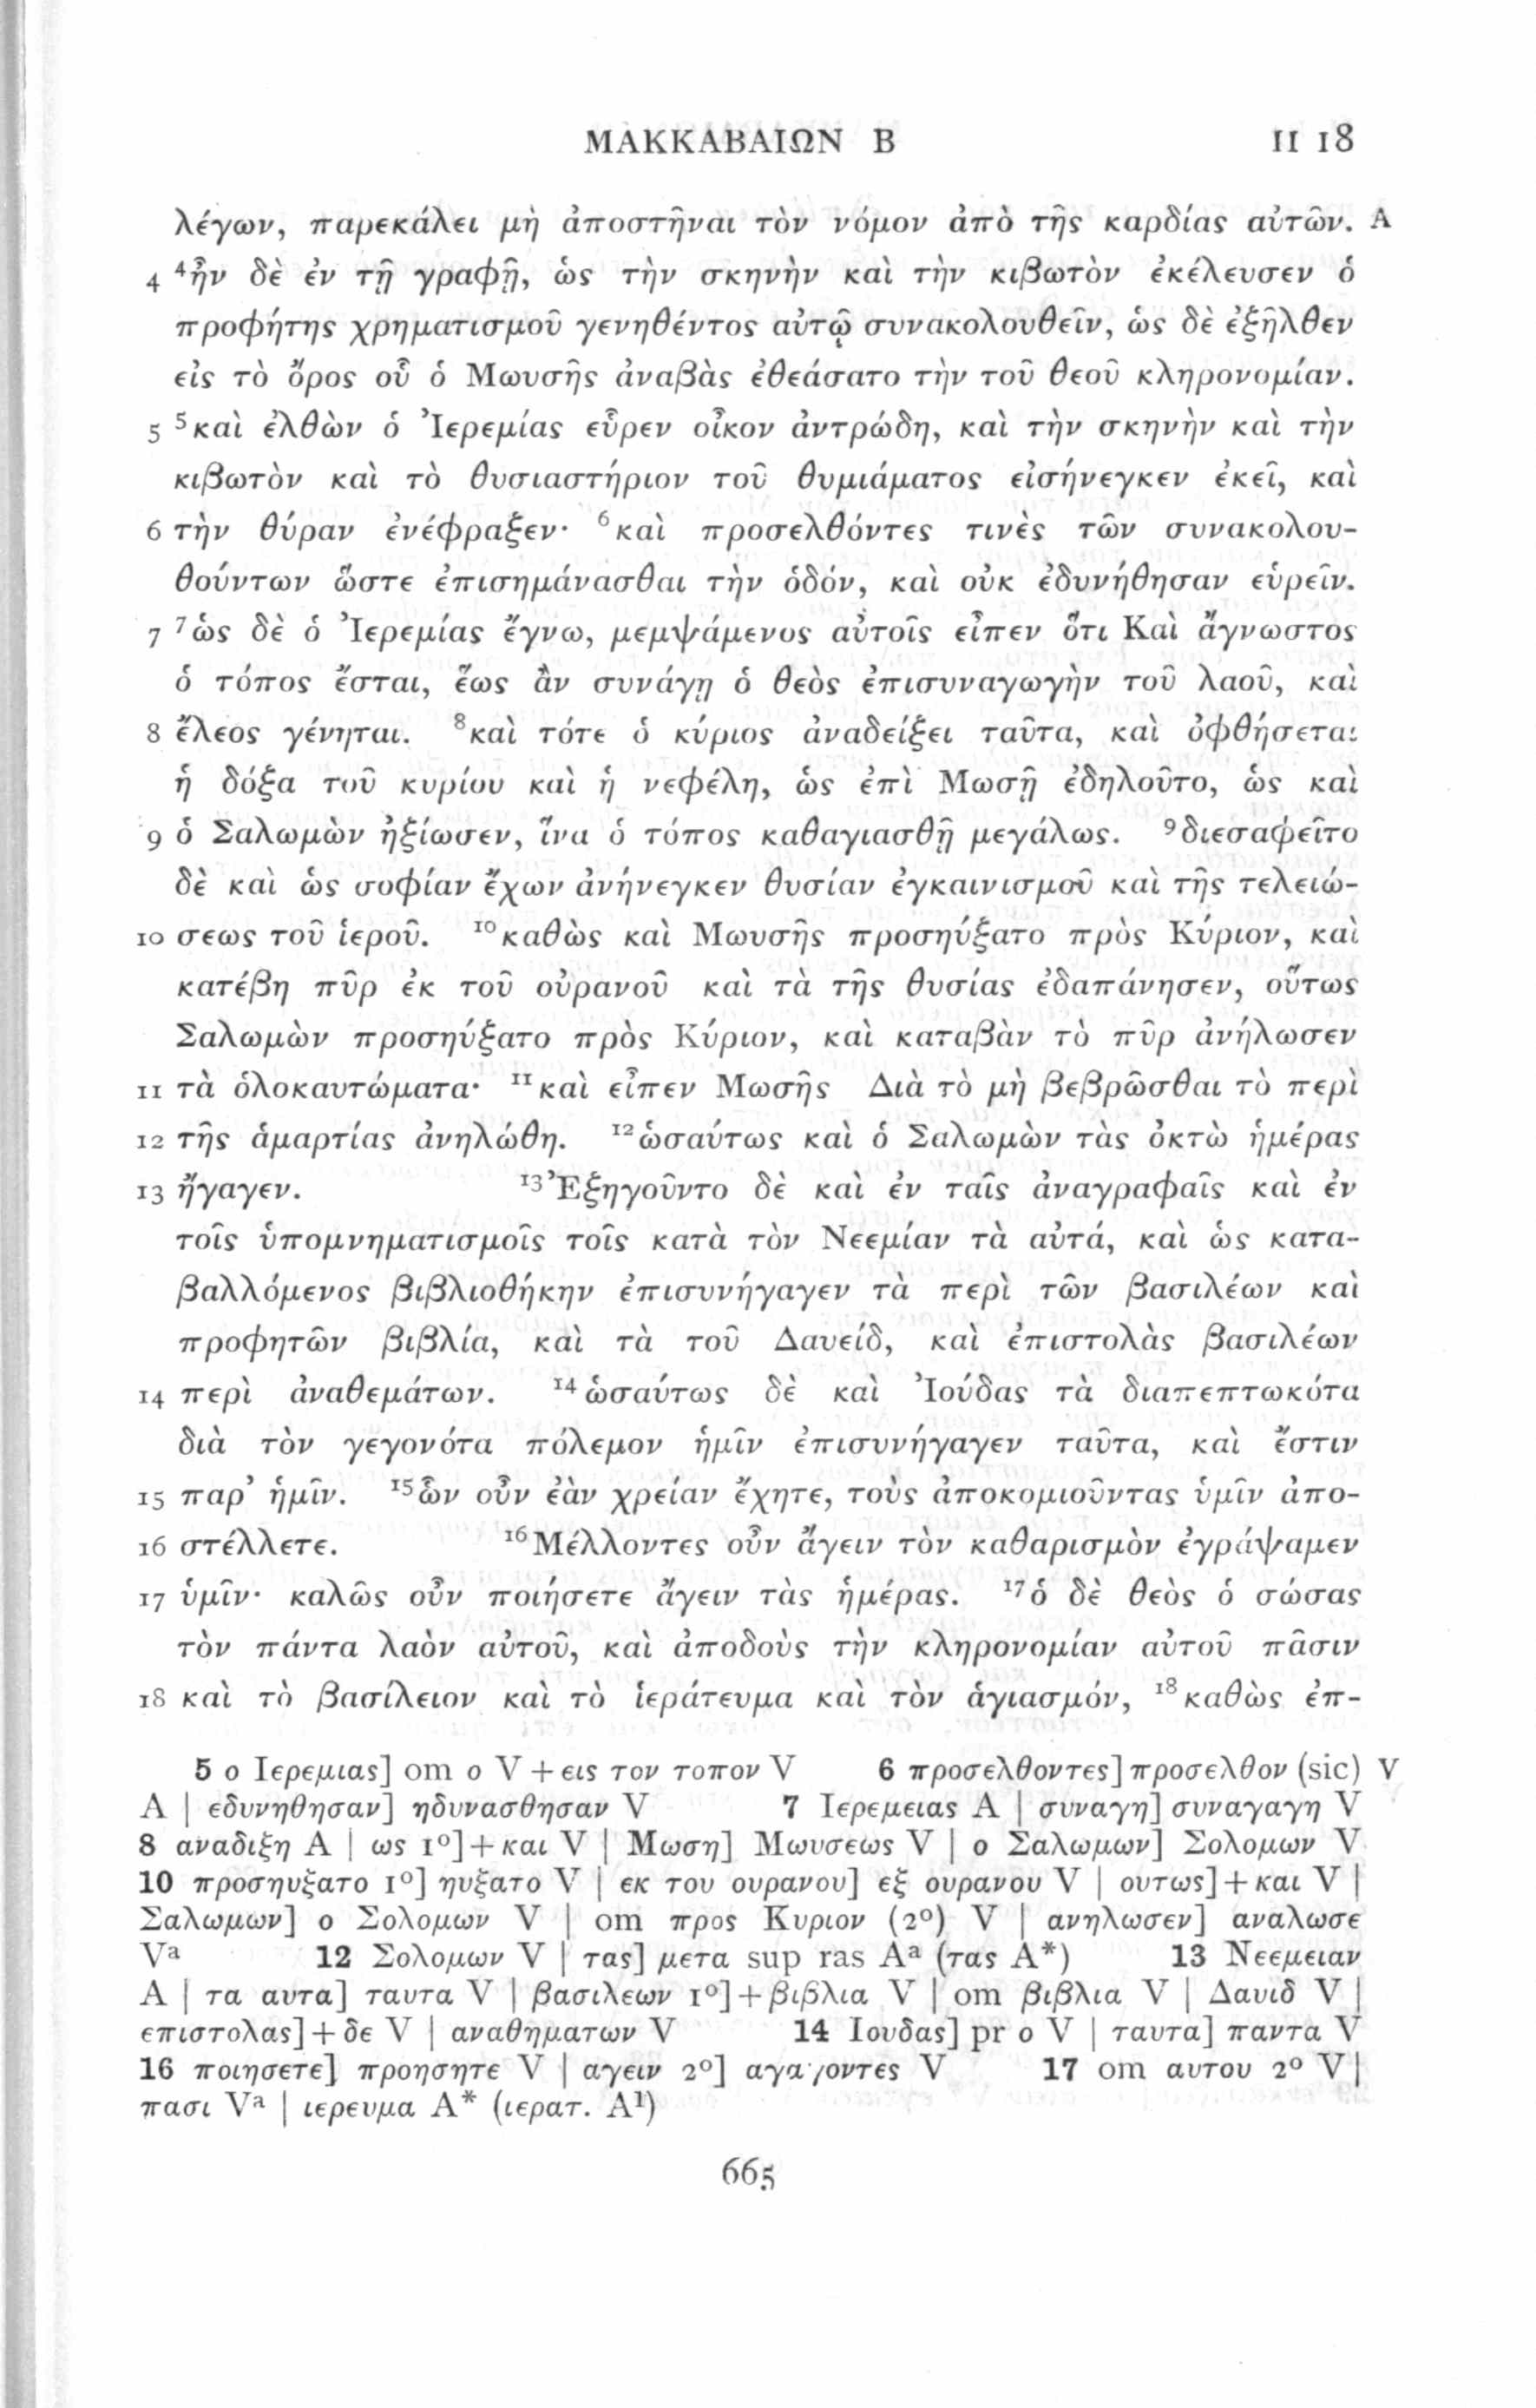 ΜΑΚΚΑΒΑΙΩΝ Β II 18
λέγων, παρεκάλει μὴ ἀποστῆναι τὸν νόμον ἀπὸ τῆς καρδίας αὐτῶν. A
4 ⁴ἦν δὲ ἐν τῇ γραφῇ, ὡς τὴν σκηνὴν καὶ τὴν κιβωτὸν ἐκέλευσεν ὁ
προφήτης χρηματισμοῦ γενηθέντος αὐτῷ συνακολουθεῖν, ὡς δὲ ἐξῆλθεν
εἰς τὸ ὄρος οὗ ὁ Μωυσῆς ἀναβὰς ἐθεάσατο τὴν τοῦ θεοῦ κληρονομίαν.
5 ⁵καὶ ἐλθὼν ὁ Ἰερεμίας εὗρεν οἶκον ἀντρώδη, καὶ τὴν σκηνὴν καὶ τὴν
κιβωτὸν καὶ τὸ θυσιαστήριον τοῦ θυμιάματος εἰσήνεγκεν ἐκεῖ, καὶ
6 τὴν θύραν ἐνέφραξεν· ⁶καὶ προσελθόντες τινὲς τῶν συνακολου-
θούντων ὥστε ἐπισημάνασθαι τὴν ὁδόν, καὶ οὐκ ἐδυνήθησαν εὑρεῖν.
7 ⁷ὡς δὲ ὁ Ἰερεμίας ἔγνω, μεμψάμενος αὐτοῖς εἶπεν ὅτι Καὶ ἄγνωστος
ὁ τόπος ἔσται, ἕως ἂν συνάγῃ ὁ θεὸς ἐπισυναγωγὴν τοῦ λαοῦ, καὶ
8 ἔλεος γένηται. ⁸καὶ τότε ὁ κύριος ἀναδείξει ταῦτα, καὶ ὀφθήσεται
ἡ δόξα τοῦ κυρίου καὶ ἡ νεφέλη, ὡς ἐπὶ Μωσῇ ἐδηλοῦτο, ὡς καὶ
9 ὁ Σαλωμὼν ἠξίωσεν, ἵνα ὁ τόπος καθαγιασθῇ μεγάλως. ⁹διεσαφεῖτο
δὲ καὶ ὡς σοφίαν ἔχων ἀνήνεγκεν θυσίαν ἐγκαινισμοῦ καὶ τῆς τελειώ-
10 σεως τοῦ ἱεροῦ. ¹⁰καθὼς καὶ Μωυσῆς προσηύξατο πρὸς Κύριον, καὶ
κατέβη πῦρ ἐκ τοῦ οὐρανοῦ καὶ τὰ τῆς θυσίας ἐδαπάνησεν, οὕτως
Σαλωμὼν προσηύξατο πρὸς Κύριον, καὶ καταβὰν τὸ πῦρ ἀνήλωσεν
11 τὰ ὁλοκαυτώματα· ¹¹καὶ εἶπεν Μωσῆς Διὰ τὸ μὴ βεβρῶσθαι τὸ περὶ
12 τῆς ἁμαρτίας ἀνηλώθη. ¹²ὡσαύτως καὶ ὁ Σαλωμὼν τὰς ὀκτὼ ἡμέρας
13 ἤγαγεν. ¹³Ἐξηγοῦντο δὲ καὶ ἐν ταῖς ἀναγραφαῖς καὶ ἐν
τοῖς ὑπομνηματισμοῖς τοῖς κατὰ τὸν Νεεμίαν τὰ αὐτά, καὶ ὡς κατα-
βαλλόμενος βιβλιοθήκην ἐπισυνήγαγεν τὰ περὶ τῶν βασιλέων καὶ
προφητῶν βιβλία, καὶ τὰ τοῦ Δαυείδ, καὶ ἐπιστολὰς βασιλέων
14 περὶ ἀναθεμάτων. ¹⁴ὡσαύτως δὲ καὶ Ἰούδας τὰ διαπεπτωκότα
διὰ τὸν γεγονότα πόλεμον ἡμῖν ἐπισυνήγαγεν ταῦτα, καὶ ἔστιν
15 παρ’ ἡμῖν. ¹⁵ὧν οὖν ἐὰν χρείαν ἔχητε, τοὺς ἀποκομιοῦντας ὑμῖν ἀπο-
16 στέλλετε. ¹⁶Μέλλοντες οὖν ἄγειν τὸν καθαρισμὸν ἐγράψαμεν
17 ὑμῖν· καλῶς οὖν ποιήσετε ἄγειν τὰς ἡμέρας. ¹⁷ὁ δὲ θεὸς ὁ σώσας
τὸν πάντα λαὸν αὐτοῦ, καὶ ἀποδοὺς τὴν κληρονομίαν αὐτοῦ πᾶσιν
18 καὶ τὸ βασίλειον καὶ τὸ ἱεράτευμα καὶ τὸν ἁγιασμόν, ¹⁸καθὼς ἐπ-
5 ο Ιερεμιας] om ο V + εις τον τοπον V 6 προσελθοντες] προσελθον (sic) V
A | εδυνηθησαν] ηδυνασθησαν V 7 Ιερεμειας A | συναγη] συναγαγη V
8 αναδιξη A | ως 1º] + και V | Μωση] Μωυσεως V | ο Σαλωμων] Σολομων V
10 προσηυξατο 1º] ηυξατο V | εκ του ουρανου] εξ ουρανου V | ουτως] + και V |
Σαλωμων] ο Σολομων V | om προς Κυριον (2º) V | ανηλωσεν] αναλωσε
Vᵃ 12 Σολομων V | τας] μετα sup ras Aᵃ (τας A*) 13 Νεεμειαν
A | τα αυτα] ταυτα V | βασιλεων 1º] + βιβλια V | om βιβλια V | Δαυιδ V |
επιστολας] + δε V | αναθηματων V 14 Ιουδας] pr ο V | ταυτα] παντα V
16 ποιησετε] προησητε V | αγειν 2º] αγαγοντες V 17 om αυτου 2º V |
πασι Vᵃ | ιερευμα A* (ιερατ. A¹)
665